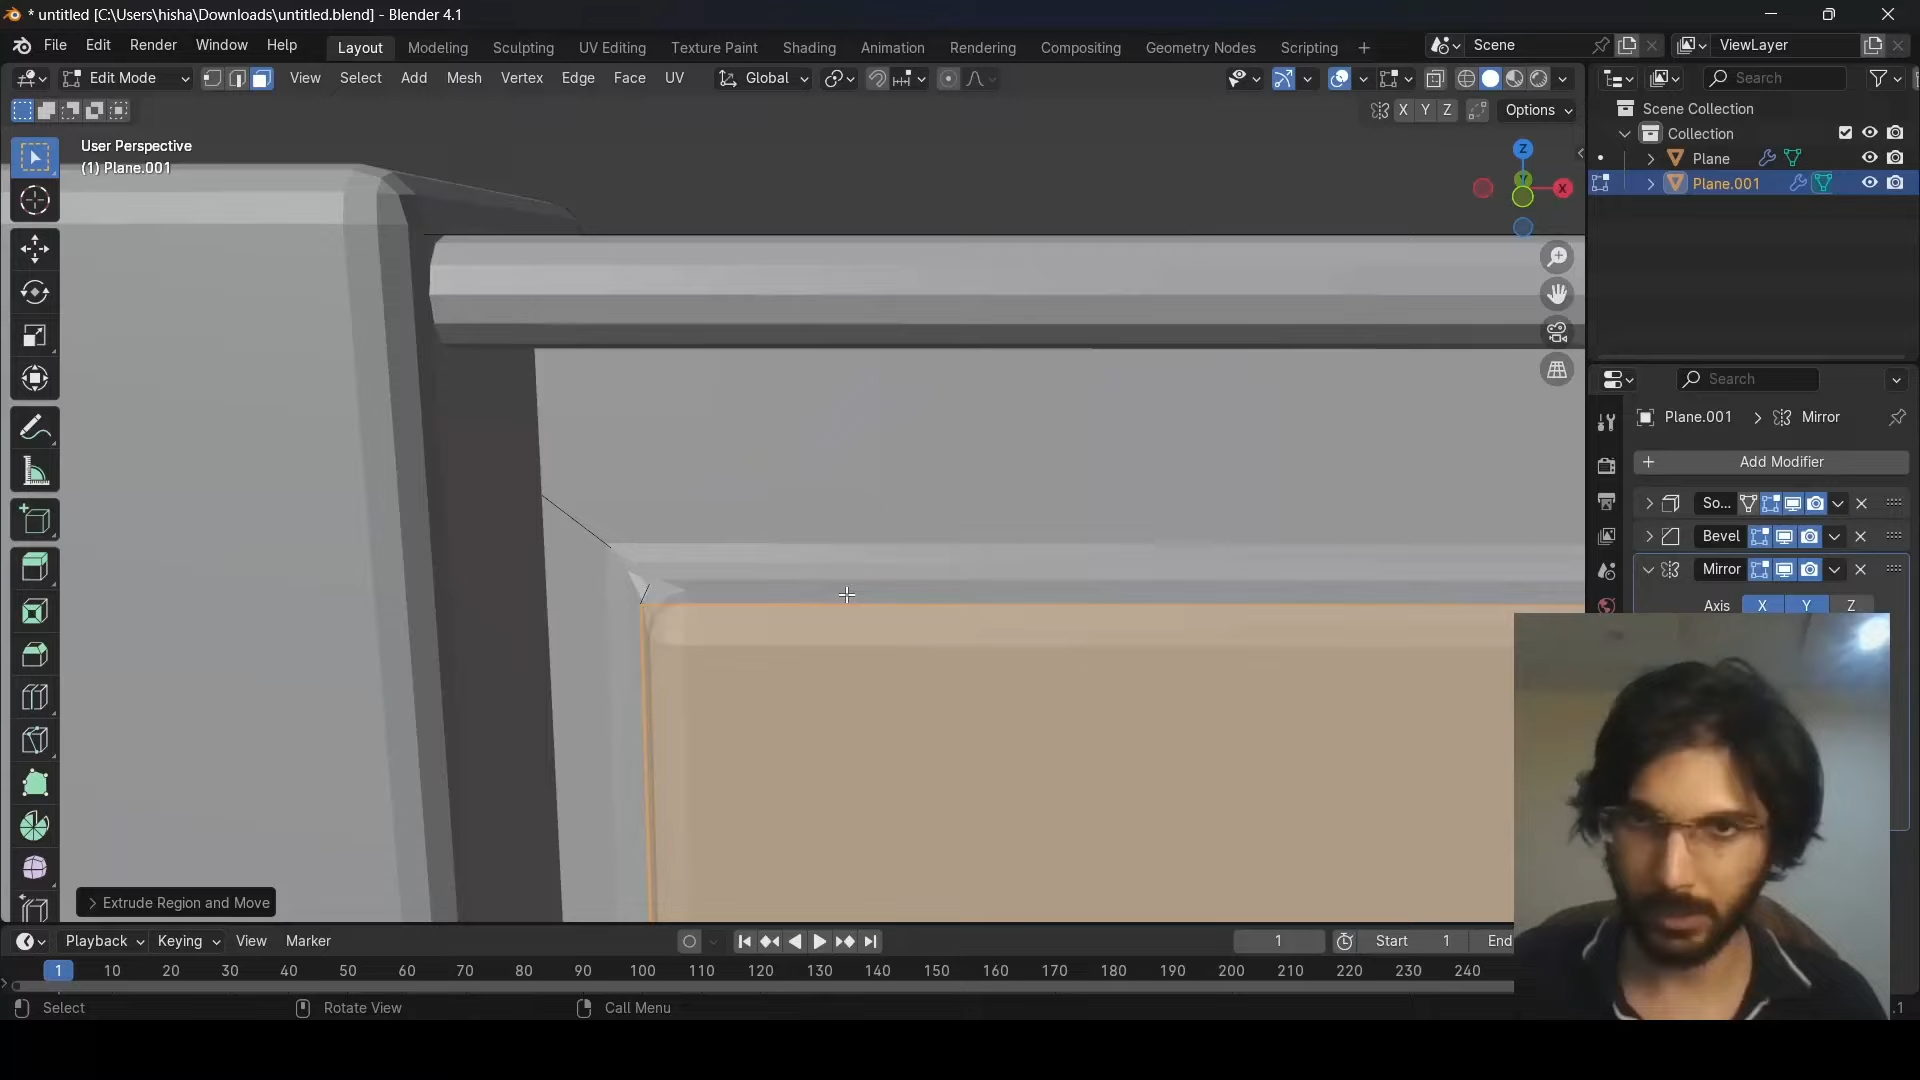 * untitled [C:\Users\hisha\Downloads\untitled.blend] - Blender 4.1
File Edit Render Window Help Layout Modeling Sculpting UV Editing Texture Paint Shading Animation Rendering Compositing Geometry Nodes Scripting + Scene ViewLayer
Edit Mode View Select Add Mesh Vertex Edge Face UV Global Search
X Y Z Options
Scene Collection
Collection
Plane
Plane.001
User Perspective
(1) Plane.001
Z
X
Search
Plane.001 > Mirror
+ Add Modifier
So...
Bevel
Mirror
Axis X Y Z
> Extrude Region and Move
Playback Keying View Marker 1 Start 1 End
1 10 20 30 40 50 60 70 80 90 100 110 120 130 140 150 160 170 180 190 200 210 220 230 240
Select Rotate View Call Menu .1